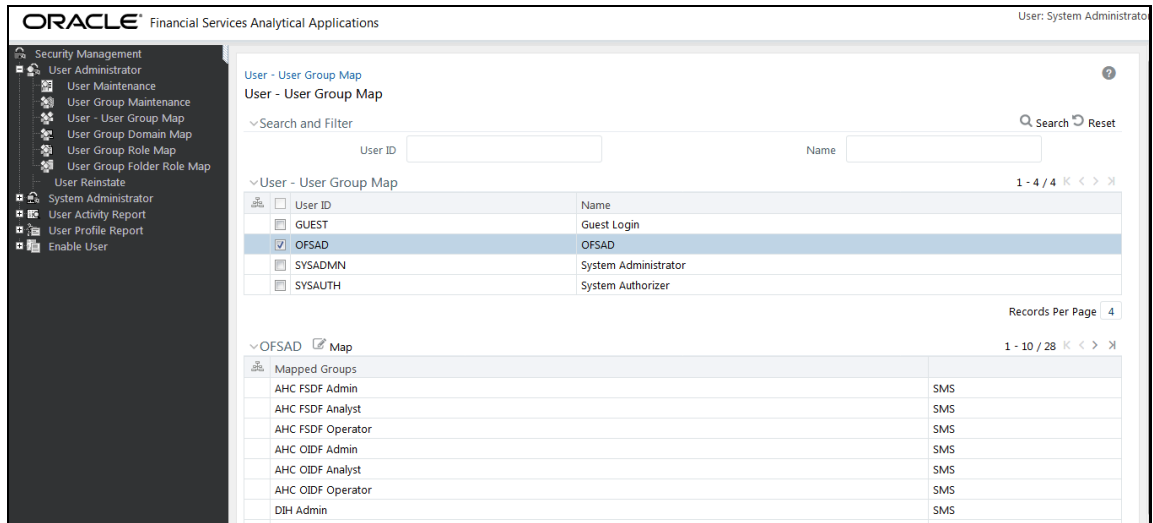 ORACLE Financial Services Analytical Applications
User: System Administrator
Security Management
User Administrator
User Maintenance
User Group Maintenance
User - User Group Map
User Group Domain Map
User Group Role Map
User Group Folder Role Map
User Reinstate
System Administrator
User Activity Report
User Profile Report
Enable User
User - User Group Map
User - User Group Map
Search and Filter
Search Reset
User ID Name
User - User Group Map 1 - 4 / 4
User ID Name
GUEST Guest Login
OFSAD OFSAD
SYSADMN System Administrator
SYSAUTH System Authorizer
Records Per Page 4
OFSAD Map 1 - 10 / 28
Mapped Groups
AHC FSDF Admin SMS
AHC FSDF Analyst SMS
AHC FSDF Operator SMS
AHC OIDF Admin SMS
AHC OIDF Analyst SMS
AHC OIDF Operator SMS
DIH Admin SMS